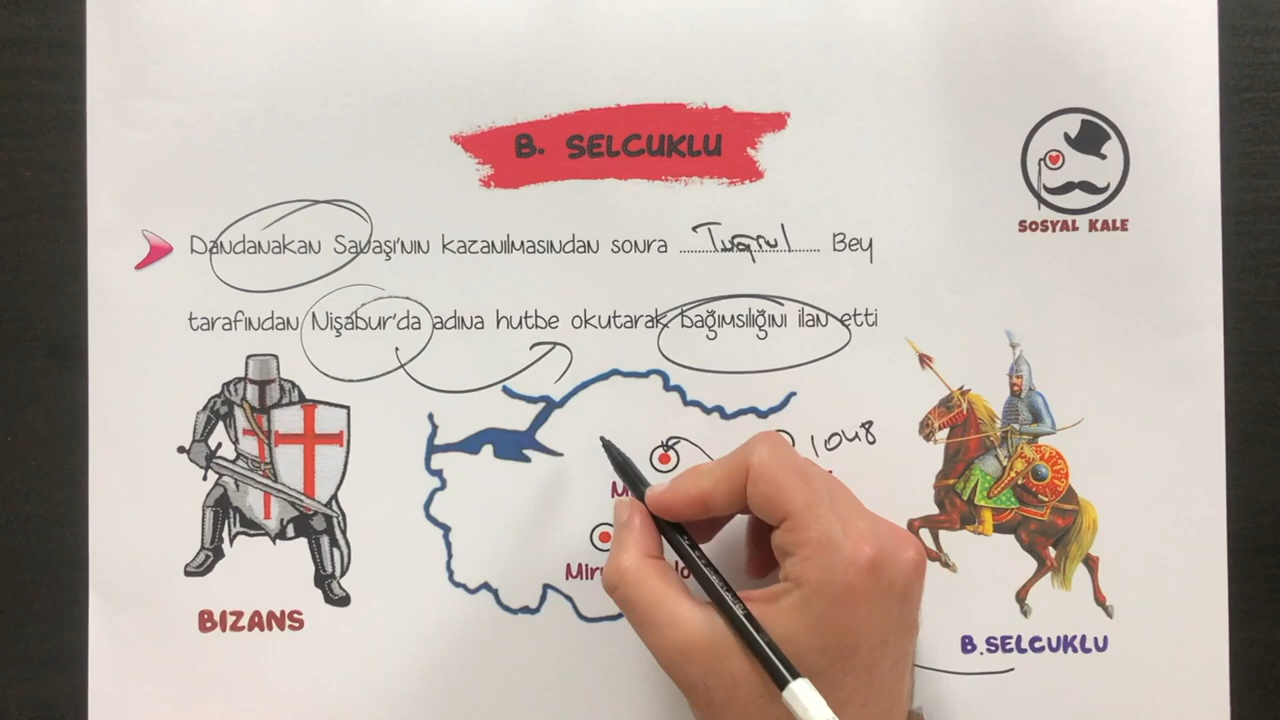 B. SELCUKLU
SOSYAL KALE
Dandanakan Savaşı'nın kazanılmasından sonra Tuğrul Bey
tarafından Nişabur'da adına hutbe okutarak bağımsılığını ilan etti
1048
BIZANS
B.SELCUKLU